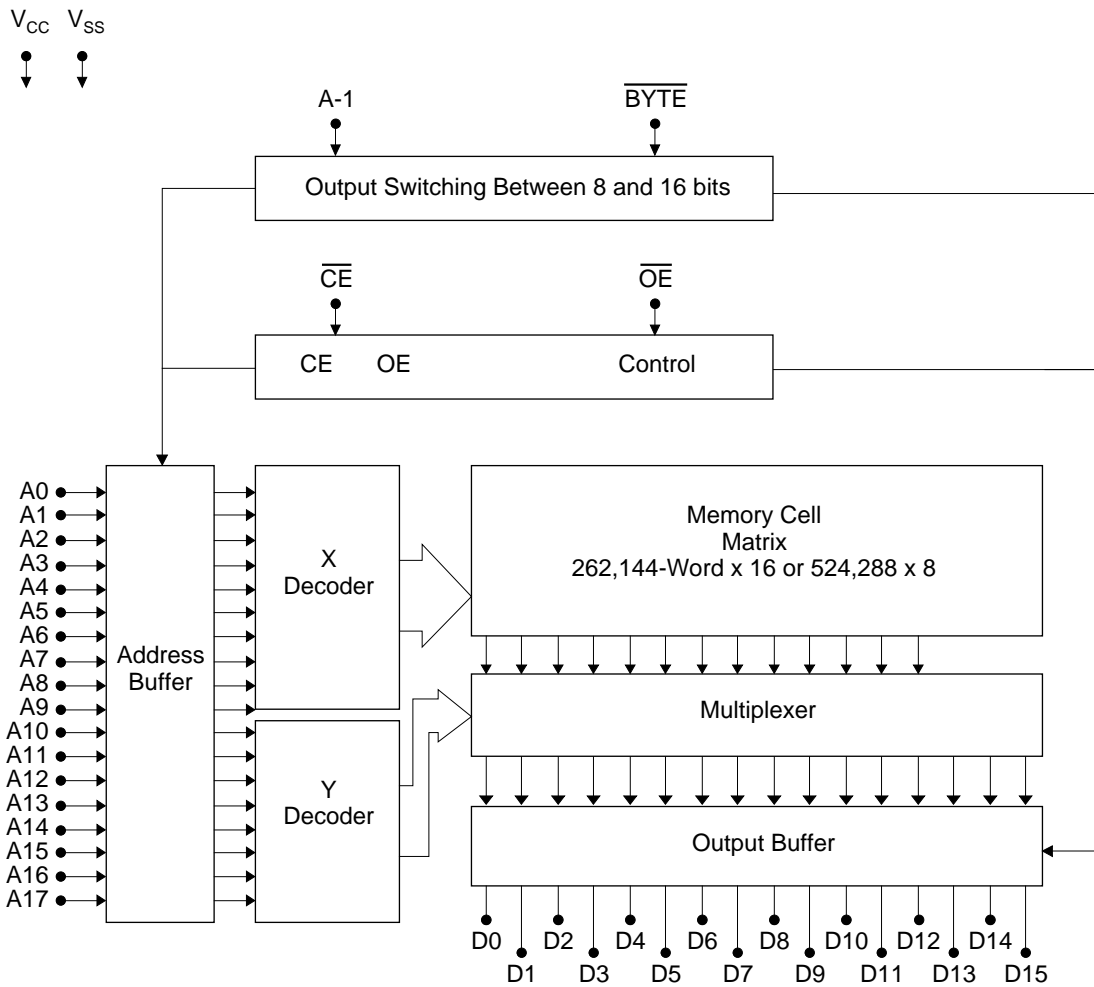 VCC VSS
A-1 BYTE
Output Switching Between 8 and 16 bits
CE OE
CE OE Control
A0
A1
A2
A3
A4
A5
A6
A7
A8
A9
A10
A11
A12
A13
A14
A15
A16
A17
Address
Buffer
X
Decoder
Y
Decoder
Memory Cell
Matrix
262,144-Word x 16 or 524,288 x 8
Multiplexer
Output Buffer
D0 D2 D4 D6 D8 D10 D12 D14
D1 D3 D5 D7 D9 D11 D13 D15